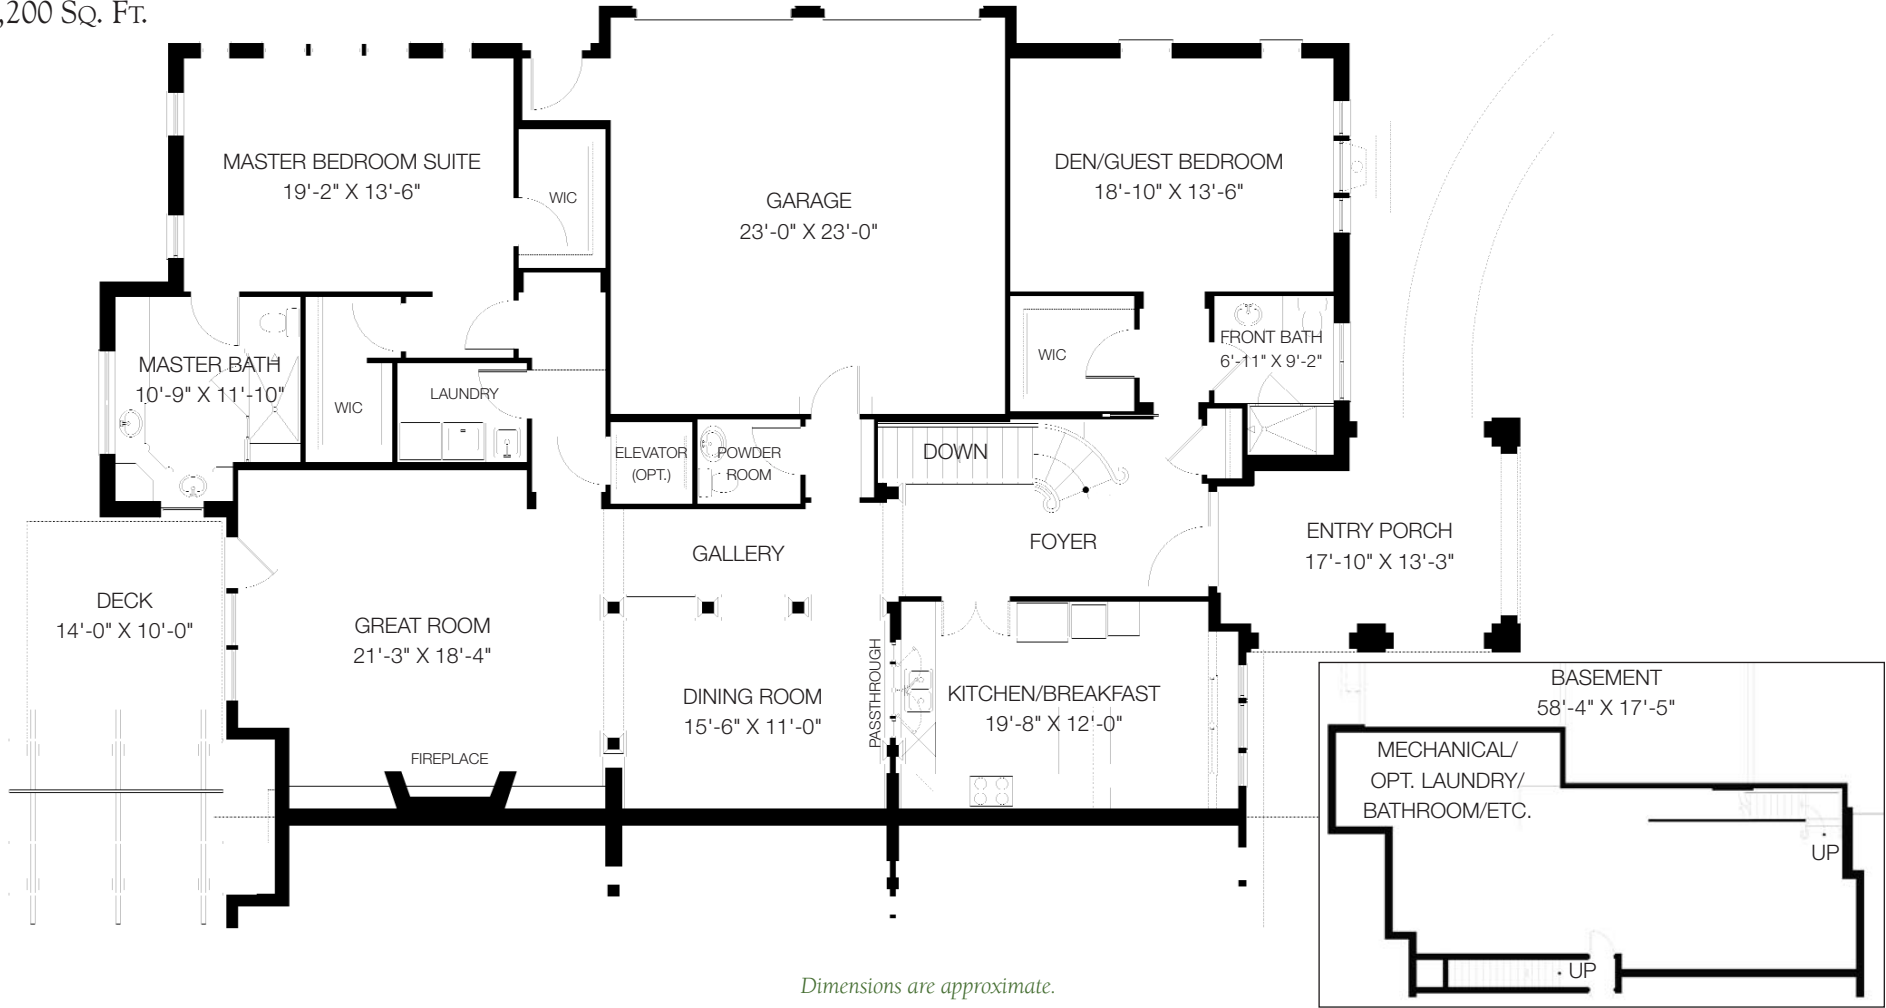 ,200 Sq. Ft.
MASTER BEDROOM SUITE
19'-2" X 13'-6"
WIC
GARAGE
23'-0" X 23'-0"
DEN/GUEST BEDROOM
18'-10" X 13'-6"
MASTER BATH
10'-9" X 11'-10"
WIC
LAUNDRY
WIC
FRONT BATH
6'-11" X 9'-2"
ELEVATOR
(OPT.)
POWDER
ROOM
DOWN
GALLERY
FOYER
ENTRY PORCH
17'-10" X 13'-3"
DECK
14'-0" X 10'-0"
GREAT ROOM
21'-3" X 18'-4"
FIREPLACE
DINING ROOM
15'-6" X 11'-0"
PASSTHROUGH
KITCHEN/BREAKFAST
19'-8" X 12'-0"
BASEMENT
58'-4" X 17'-5"
MECHANICAL/
OPT. LAUNDRY/
BATHROOM/ETC.
UP
UP
Dimensions are approximate.